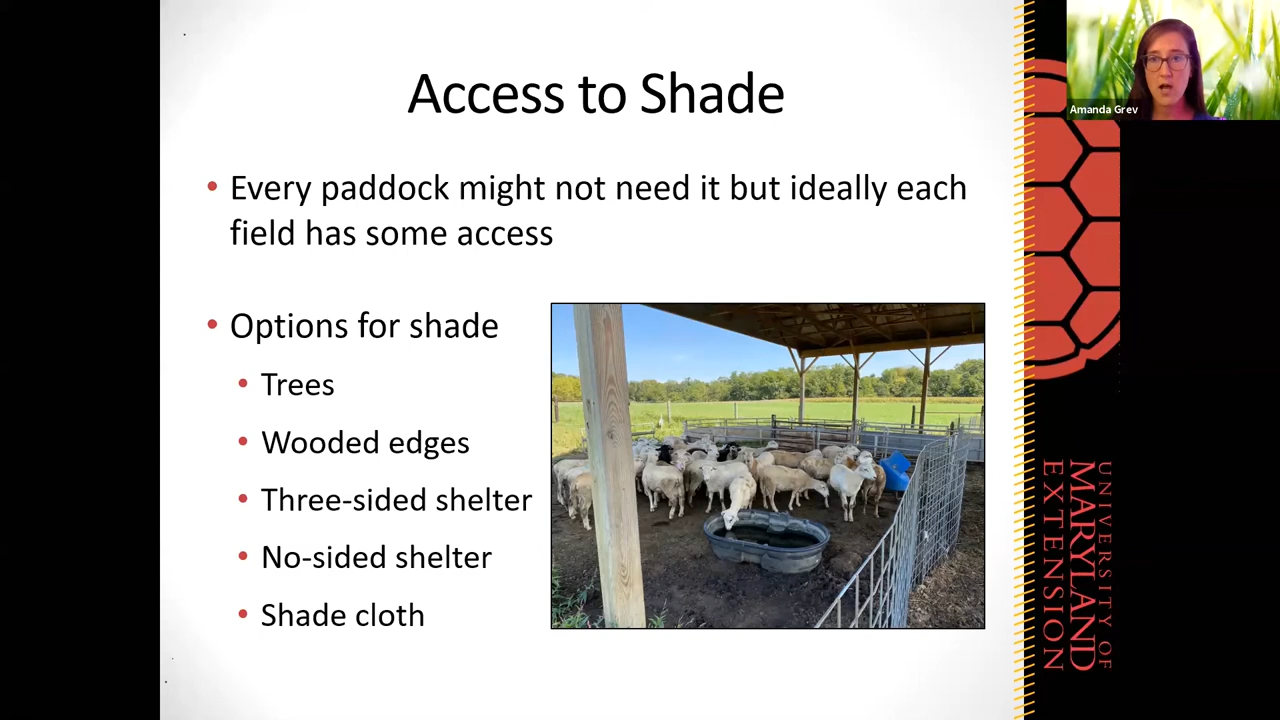 Access to Shade
• Every paddock might not need it but ideally each
field has some access
• Options for shade
• Trees
• Wooded edges
• Three-sided shelter
• No-sided shelter
• Shade cloth
Amanda Grev
UNIVERSITY OF
MARYLAND
EXTENSION